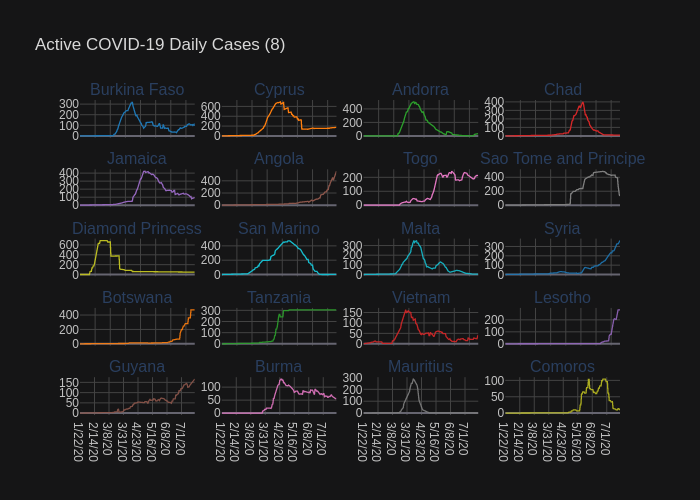 Active COVID-19 Daily Cases (8)
Burkina Faso Cyprus Andorra Chad
300 200 100 0 600 400 200 0 400 200 0 400 300 200 100 0
Jamaica Angola Togo Sao Tome and Principe
400 300 200 100 0 400 200 0 200 100 0 400 200 0
Diamond Princess San Marino Malta Syria
600 400 200 0 400 200 0 300 200 100 0 300 200 100 0
Botswana Tanzania Vietnam Lesotho
400 200 0 300 200 100 0 150 100 50 0 200 100 0
Guyana Burma Mauritius Comoros
150 100 50 0 100 50 0 300 200 100 0 100 50 0
1/22/20 2/14/20 3/8/20 3/31/20 4/23/20 5/16/20 6/8/20 7/1/20 1/22/20 2/14/20 3/8/20 3/31/20 4/23/20 5/16/20 6/8/20 7/1/20 1/22/20 2/14/20 3/8/20 3/31/20 4/23/20 5/16/20 6/8/20 7/1/20 1/22/20 2/14/20 3/8/20 3/31/20 4/23/20 5/16/20 6/8/20 7/1/20